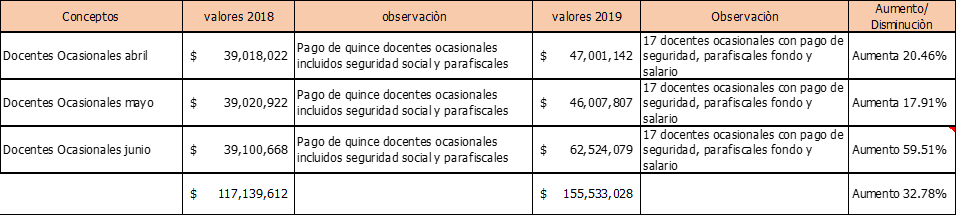 Conceptos valores 2018 observaciòn valores 2019 Observaciòn Aumento/
Disminuciòn
Docentes Ocasionales abril $ 39,018,022 Pago de quince docentes ocasionales
incluidos seguridad social y parafiscales
$ 47,001,142 17 docentes ocasionales con pago de
seguridad, parafiscales fondo y
salario
Aumenta 20.46%
Docentes Ocasionales mayo $ 39,020,922 Pago de quince docentes ocasionales
incluidos seguridad social y parafiscales
$ 46,007,807 17 docentes ocasionales con pago de
seguridad, parafiscales fondo y
salario
Aumenta 17.91%
Docentes Ocasionales junio $ 39,100,668 Pago de quince docentes ocasionales
incluidos seguridad social y parafiscales
$ 62,524,079 17 docentes ocasionales con pago de
seguridad, parafiscales fondo y
salario
Aumento 59.51%
$ 117,139,612 $ 155,533,028 Aumento 32.78%